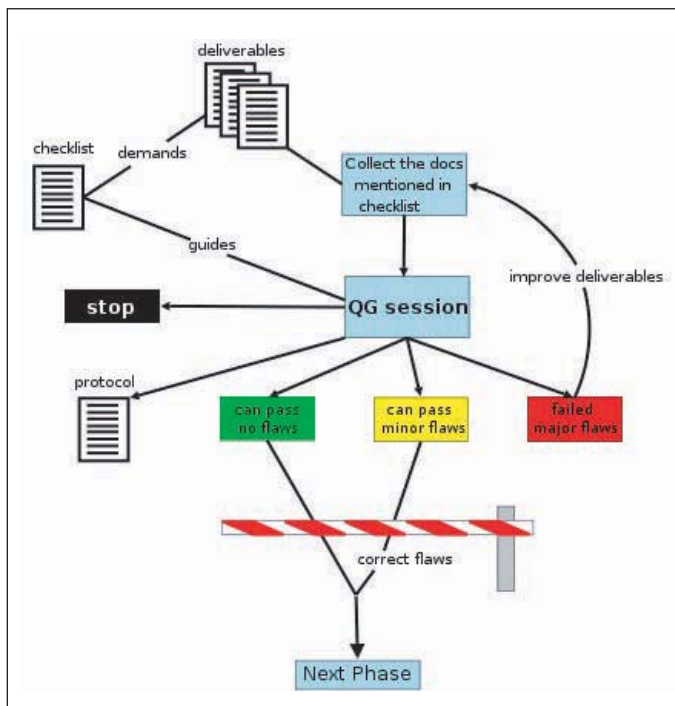 deliverables
checklist
demands
Collect the docs
mentioned in
checklist
guides
improve deliverables
stop
QG session
protocol
can pass
no flaws
can pass
minor flaws
failed
major flaws
correct flaws
Next Phase